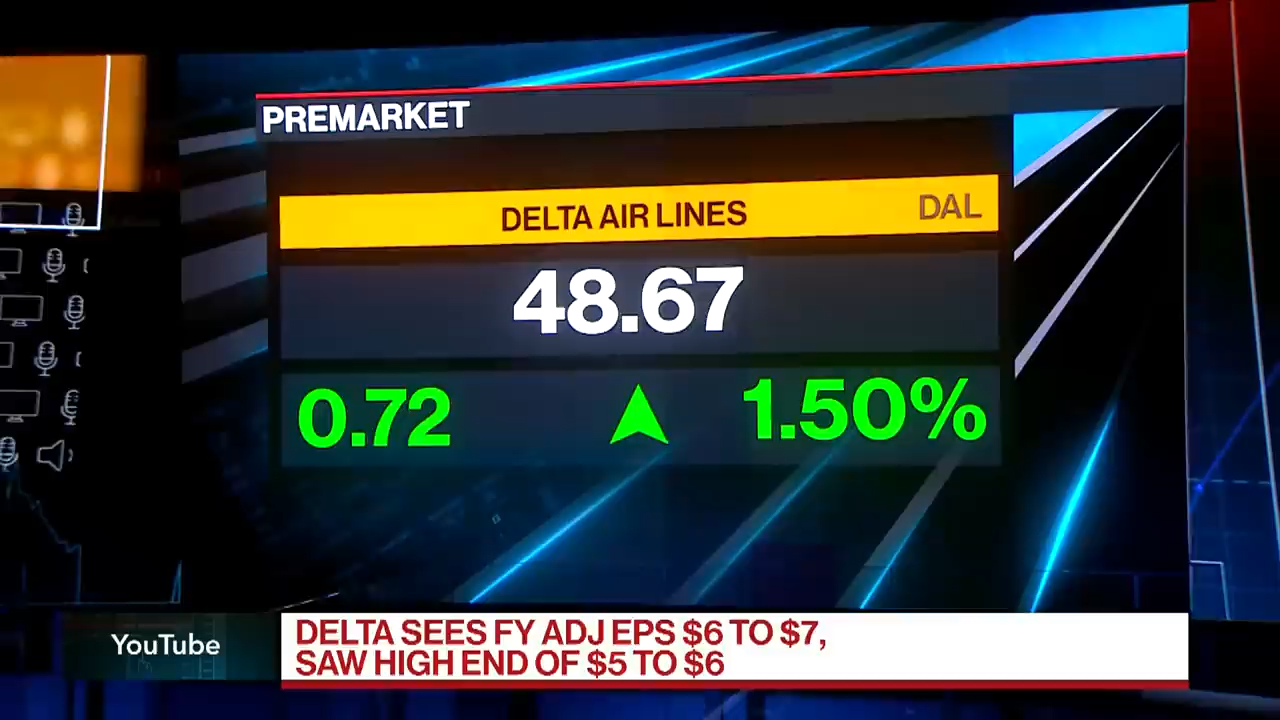 PREMARKET
DELTA AIR LINES
DAL
48.67
0.72
1.50%
YouTube
DELTA SEES FY ADJ EPS $6 TO $7,
SAW HIGH END OF $5 TO $6